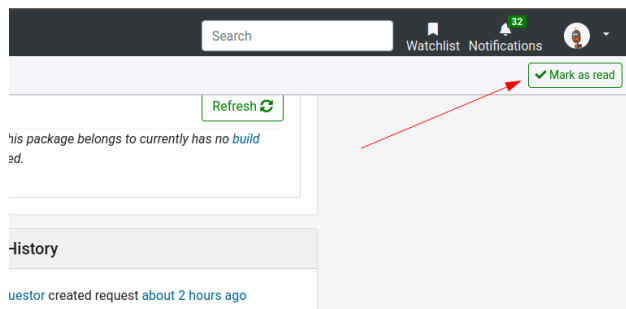 Search
32
Watchlist Notifications
Mark as read
Refresh
his package belongs to currently has no build
ed.
History
uestor created request about 2 hours ago